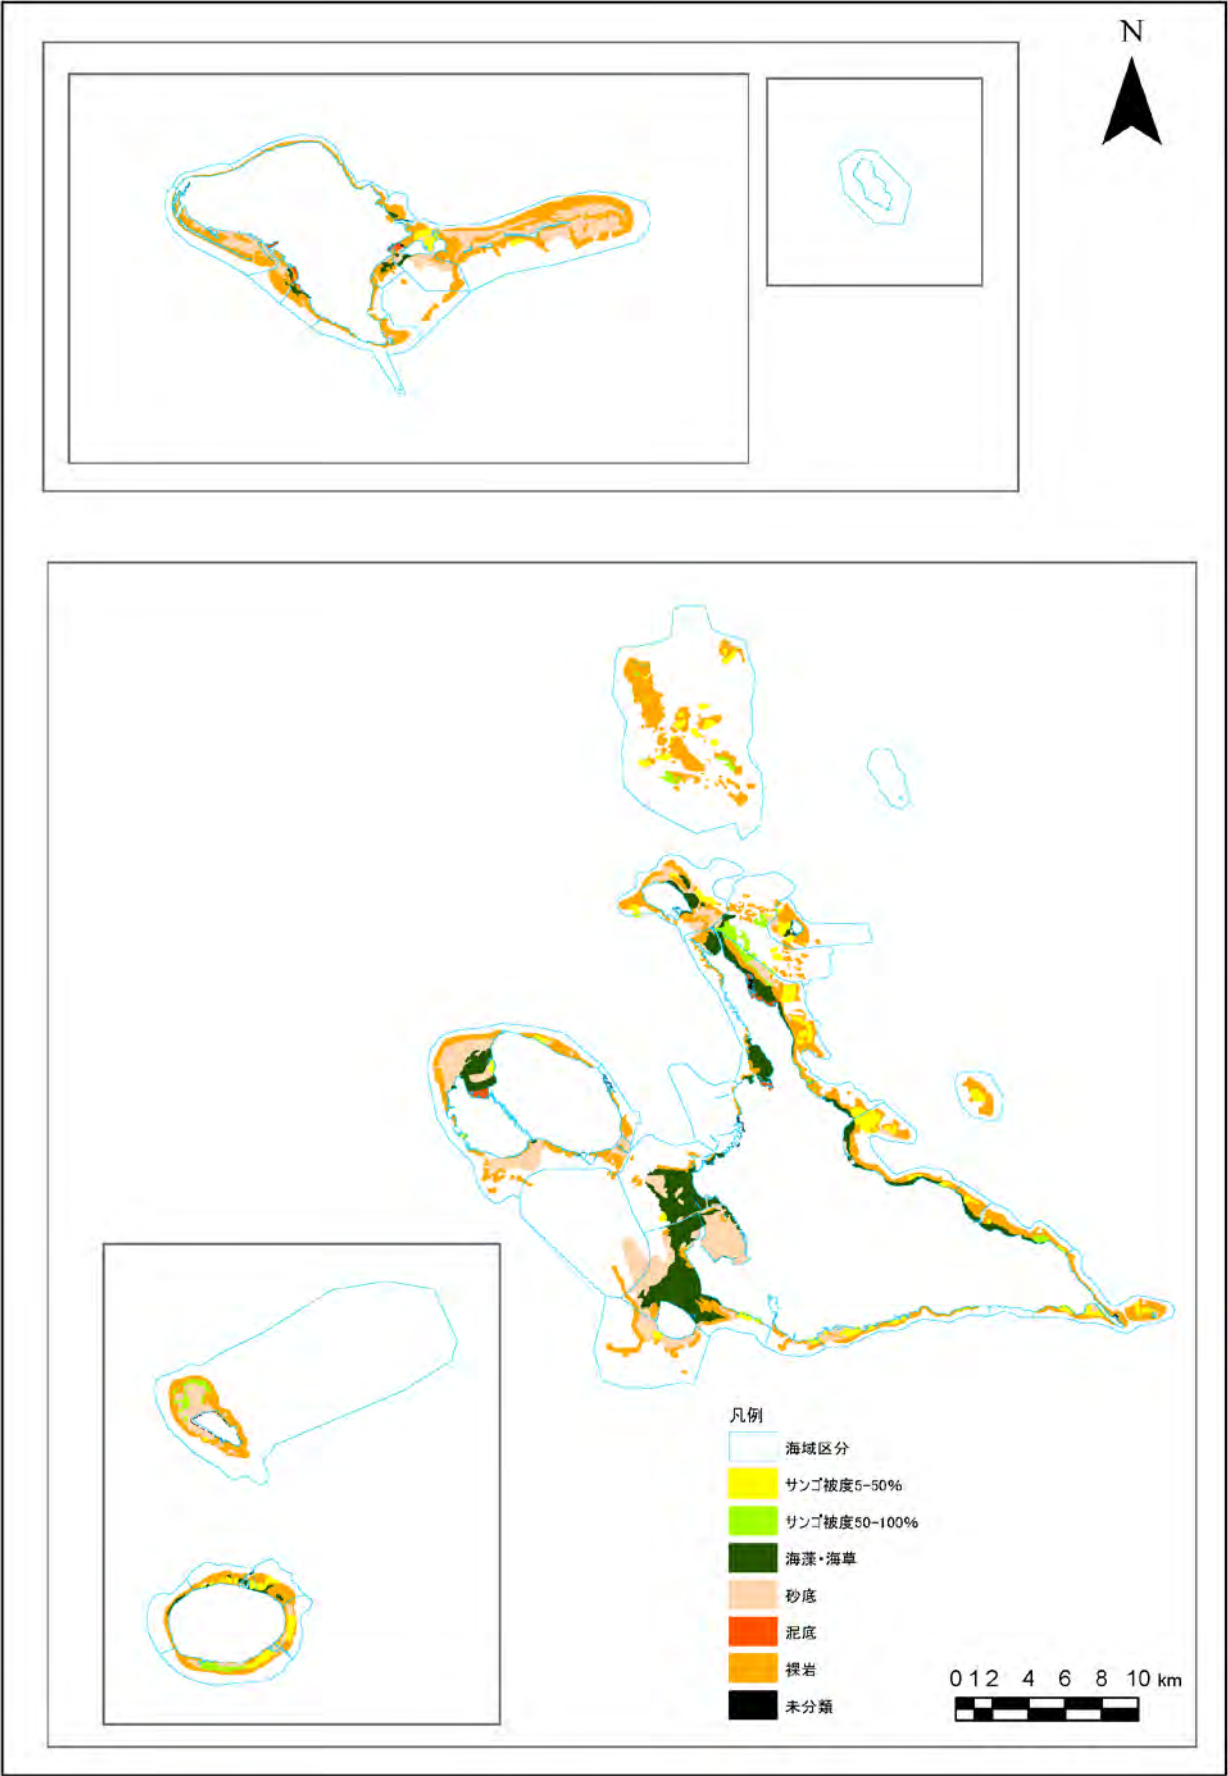 N
凡例
海域区分
サンゴ被度5-50%
サンゴ被度50-100%
海藻・海草
砂底
泥底
裸岩
未分類
0 1 2 4 6 8 10 km